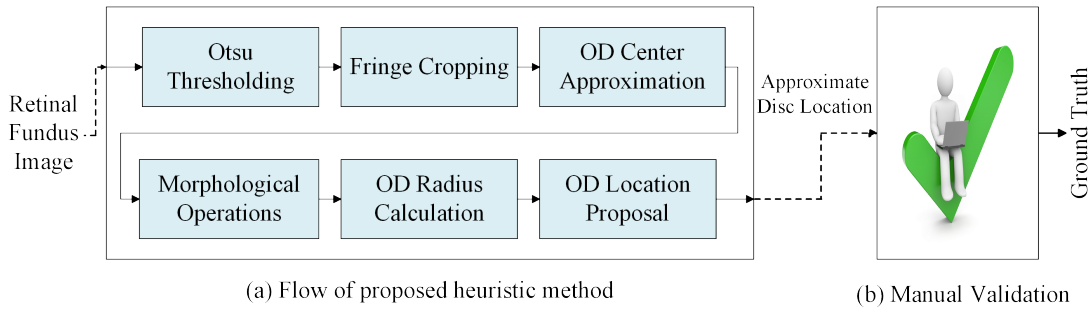 Retinal
Fundus
Image
Otsu
Thresholding
Fringe Cropping
OD Center
Approximation
Morphological
Operations
OD Radius
Calculation
OD Location
Proposal
Approximate
Disc Location
Ground Truth
(a) Flow of proposed heuristic method
(b) Manual Validation